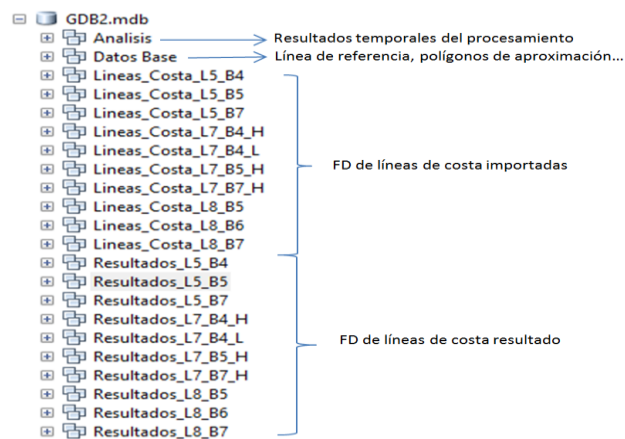 GDB2.mdb
Analisis
Resultados temporales del procesamiento
Datos Base
Línea de referencia, polígonos de aproximación...
Lineas_Costa_L5_B4
Lineas_Costa_L5_B5
Lineas_Costa_L5_B7
Lineas_Costa_L7_B4_H
Lineas_Costa_L7_B4_L
Lineas_Costa_L7_B5_H
Lineas_Costa_L7_B7_H
Lineas_Costa_L8_B5
Lineas_Costa_L8_B6
Lineas_Costa_L8_B7
FD de líneas de costa importadas
Resultados_L5_B4
Resultados_L5_B5
Resultados_L5_B7
Resultados_L7_B4_H
Resultados_L7_B4_L
Resultados_L7_B5_H
Resultados_L7_B7_H
Resultados_L8_B5
Resultados_L8_B6
Resultados_L8_B7
FD de líneas de costa resultado